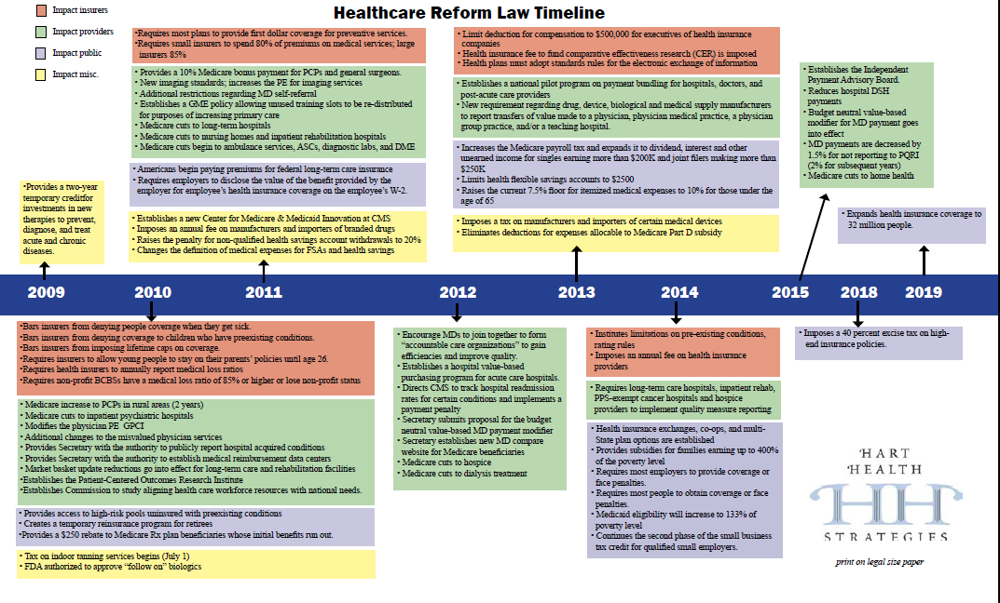 Healthcare Reform Law Timeline
Impact insurers
Impact providers
Impact public
Impact misc.
•Provides a two-year
temporary creditfor
investments in new
therapies to prevent,
diagnose, and treat
acute and chronic
diseases.
•Requires most plans to provide first dollar coverage for preventive services.
•Requires small insurers to spend 80% of premiums on medical services; large
insurers 85%
• Provides a 10% Medicare bonus payment for PCPs and general surgeons.
• New imaging standards; increases the PE for imaging services
• Additional restrictions regarding MD self-referral
• Establishes a GME policy allowing unused training slots to be re-distributed
for purposes of increasing primary care
• Medicare cuts to long-term hospitals
• Medicare cuts to nursing homes and inpatient rehabilitation hospitals
• Medicare cuts begin to ambulance services, ASCs, diagnostic labs, and DME
• Americans begin paying premiums for federal long-term care insurance
• Requires employers to disclose the value of the benefit provided by the
employer for employee's health insurance coverage on the employee's W-2.
• Establishes a new Center for Medicare & Medicaid Innovation at CMS
• Imposes an annual fee on manufacturers and importers of branded drugs
• Raises the penalty for non-qualified health savings account withdrawals to 20%
• Changes the definition of medical expenses for FSAs and health savings
• Limit deduction for compensation to $500,000 for executives of health insurance
companies
• Health insurance fee to fund comparative effectiveness research (CER) is imposed
• Health plans must adopt standards rules for the electronic exchange of information
• Establishes a national pilot program on payment bundling for hospitals, doctors, and
post-acute care providers
• New requirement regarding drug, device, biological and medical supply manufacturers
to report transfers of value made to a physician, physician medical practice, a physician
group practice, and/or a teaching hospital.
• Increases the Medicare payroll tax and expands it to dividend, interest and other
unearned income for singles earning more than $200K and joint filers making more than
$250K
• Limits health flexible savings accounts to $2500
• Raises the current 7.5% floor for itemized medical expenses to 10% for those under the
age of 65
• Imposes a tax on manufacturers and importers of certain medical devices
• Eliminates deductions for expenses allocable to Medicare Part D subsidy
• Establishes the Independent
Payment Advisory Board.
• Reduces hospital DSH
payments
• Budget neutral value-based
modifier for MD payment goes
into effect
• MD payments are decreased by
1.5% for not reporting to PQRI
(2% for subsequent years)
• Medicare cuts to home health
• Expands health insurance coverage to
32 million people.
2009 2010 2011 2012 2013 2014 2015 2018 2019
•Bars insurers from denying people coverage when they get sick.
•Bars insurers from denying coverage to children who have preexisting conditions.
•Bars insurers from imposing lifetime caps on coverage.
•Requires insurers to allow young people to stay on their parents' policies until age 26.
•Requires health insurers to annually report medical loss ratios
•Requires non-profit BCBSs have a medical loss ratio of 85% or higher or lose non-profit status
• Medicare increase to PCPs in rural areas (2 years)
• Medicare cuts to inpatient psychiatric hospitals
• Modifies the physician PE GPCI
• Additional changes to the misvalued physician services
• Provides Secretary with the authority to publicly report hospital acquired conditions
• Provides Secretary with the authority to establish medical reimbursement data centers
• Market basket update reductions go into effect for long-term care and rehabilitation facilities
•Establishes the Patient-Centered Outcomes Research Institute
•Establishes Commission to study aligning health care workforce resources with national needs.
• Provides access to high-risk pools uninsured with preexisting conditions
• Creates a temporary reinsurance program for retirees
•Provides a $250 rebate to Medicare Rx plan beneficiaries whose initial benefits run out.
• Tax on indoor tanning services begins (July 1)
• FDA authorized to approve “follow on” biologics
• Encourage MDs to join together to form
“accountable care organizations” to gain
efficiencies and improve quality.
• Establishes a hospital value-based
purchasing program for acute care hospitals.
• Directs CMS to track hospital readmission
rates for certain conditions and implements a
payment penalty
• Secretary submits proposal for the budget
neutral value-based MD payment modifier
• Secretary establishes new MD compare
website for Medicare beneficiaries
• Medicare cuts to hospice
• Medicare cuts to dialysis treatment
• Institutes limitations on pre-existing conditions,
rating rules
• Imposes an annual fee on health insurance
providers
• Requires long-term care hospitals, inpatient rehab,
PPS-exempt cancer hospitals and hospice
providers to implement quality measure reporting
• Health insurance exchanges, co-ops, and multi-
State plan options are established
• Provides subsidies for families earning up to 400%
of the poverty level
• Requires most employers to provide coverage or
face penalties.
• Requires most people to obtain coverage or face
penalties.
• Medicaid eligibility will increase to 133% of
poverty level
• Continues the second phase of the small business
tax credit for qualified small employers.
• Imposes a 40 percent excise tax on high-
end insurance policies.
HART
HEALTH
HH
STRATEGIES
print on legal size paper